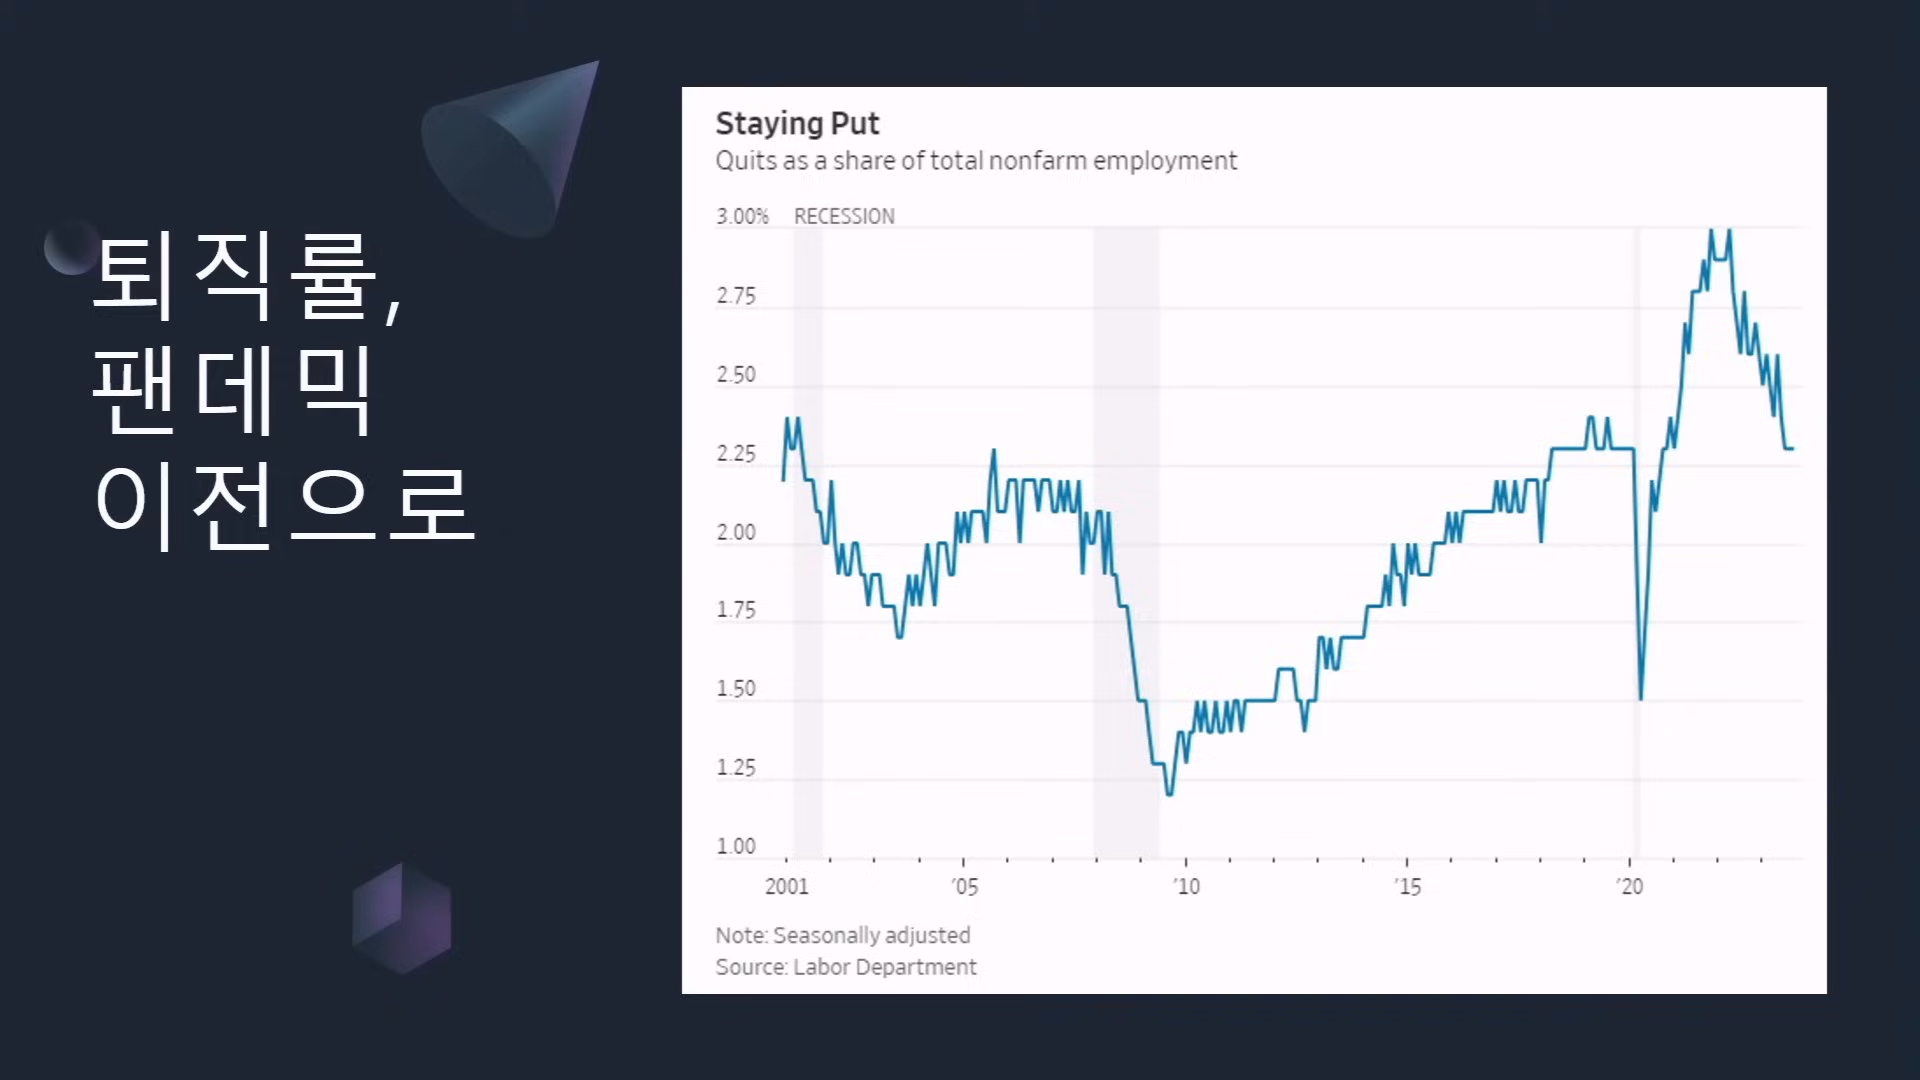 퇴직률,
팬데믹
이전으로
Staying Put
Quits as a share of total nonfarm employment
3.00% RECESSION
2.75
2.50
2.25
2.00
1.75
1.50
1.25
1.00
2001 ’05 ’10 ’15 ’20
Note: Seasonally adjusted
Source: Labor Department